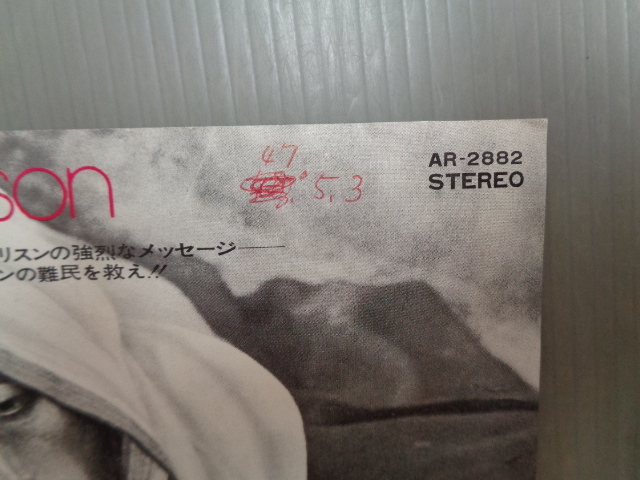 son
47
5.3
AR-2882
STEREO
リスンの強烈なメッセージ──
ンの難民を救え!!